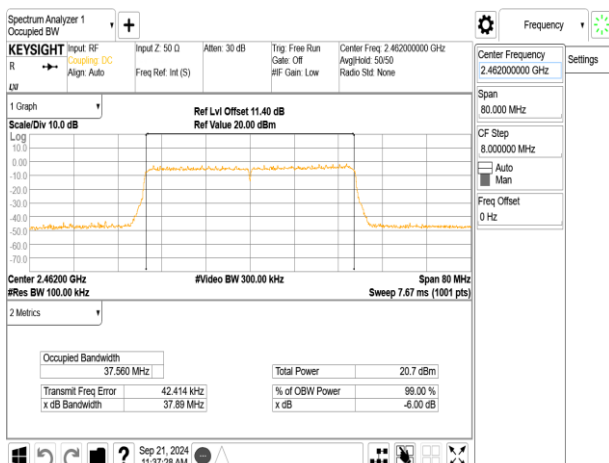 Spectrum Analyzer 1
Occupied BW
Frequency
KEYSIGHT
R
LXI
Input: RF
Coupling: DC
Align: Auto
Input Z: 50 Ω
Freq Ref: Int (S)
Atten: 30 dB
Trig: Free Run
Gate: Off
#IF Gain: Low
Center Freq: 2.462000000 GHz
Avg|Hold: 50/50
Radio Std: None
Center Frequency
2.462000000 GHz
Settings
Span
80.000 MHz
CF Step
8.000000 MHz
Auto
Man
Freq Offset
0 Hz
1 Graph
Scale/Div 10.0 dB
Ref Lvl Offset 11.40 dB
Ref Value 20.00 dBm
Log
10.0
0.00
-10.0
-20.0
-30.0
-40.0
-50.0
-60.0
-70.0
Center 2.46200 GHz
#Video BW 300.00 kHz
Span 80 MHz
#Res BW 100.00 kHz
Sweep 7.67 ms (1001 pts)
2 Metrics
Occupied Bandwidth
37.560 MHz
Total Power 20.7 dBm
Transmit Freq Error 42.414 kHz
% of OBW Power 99.00 %
x dB Bandwidth 37.89 MHz
x dB -6.00 dB
?
Sep 21, 2024
11:37:28 AM